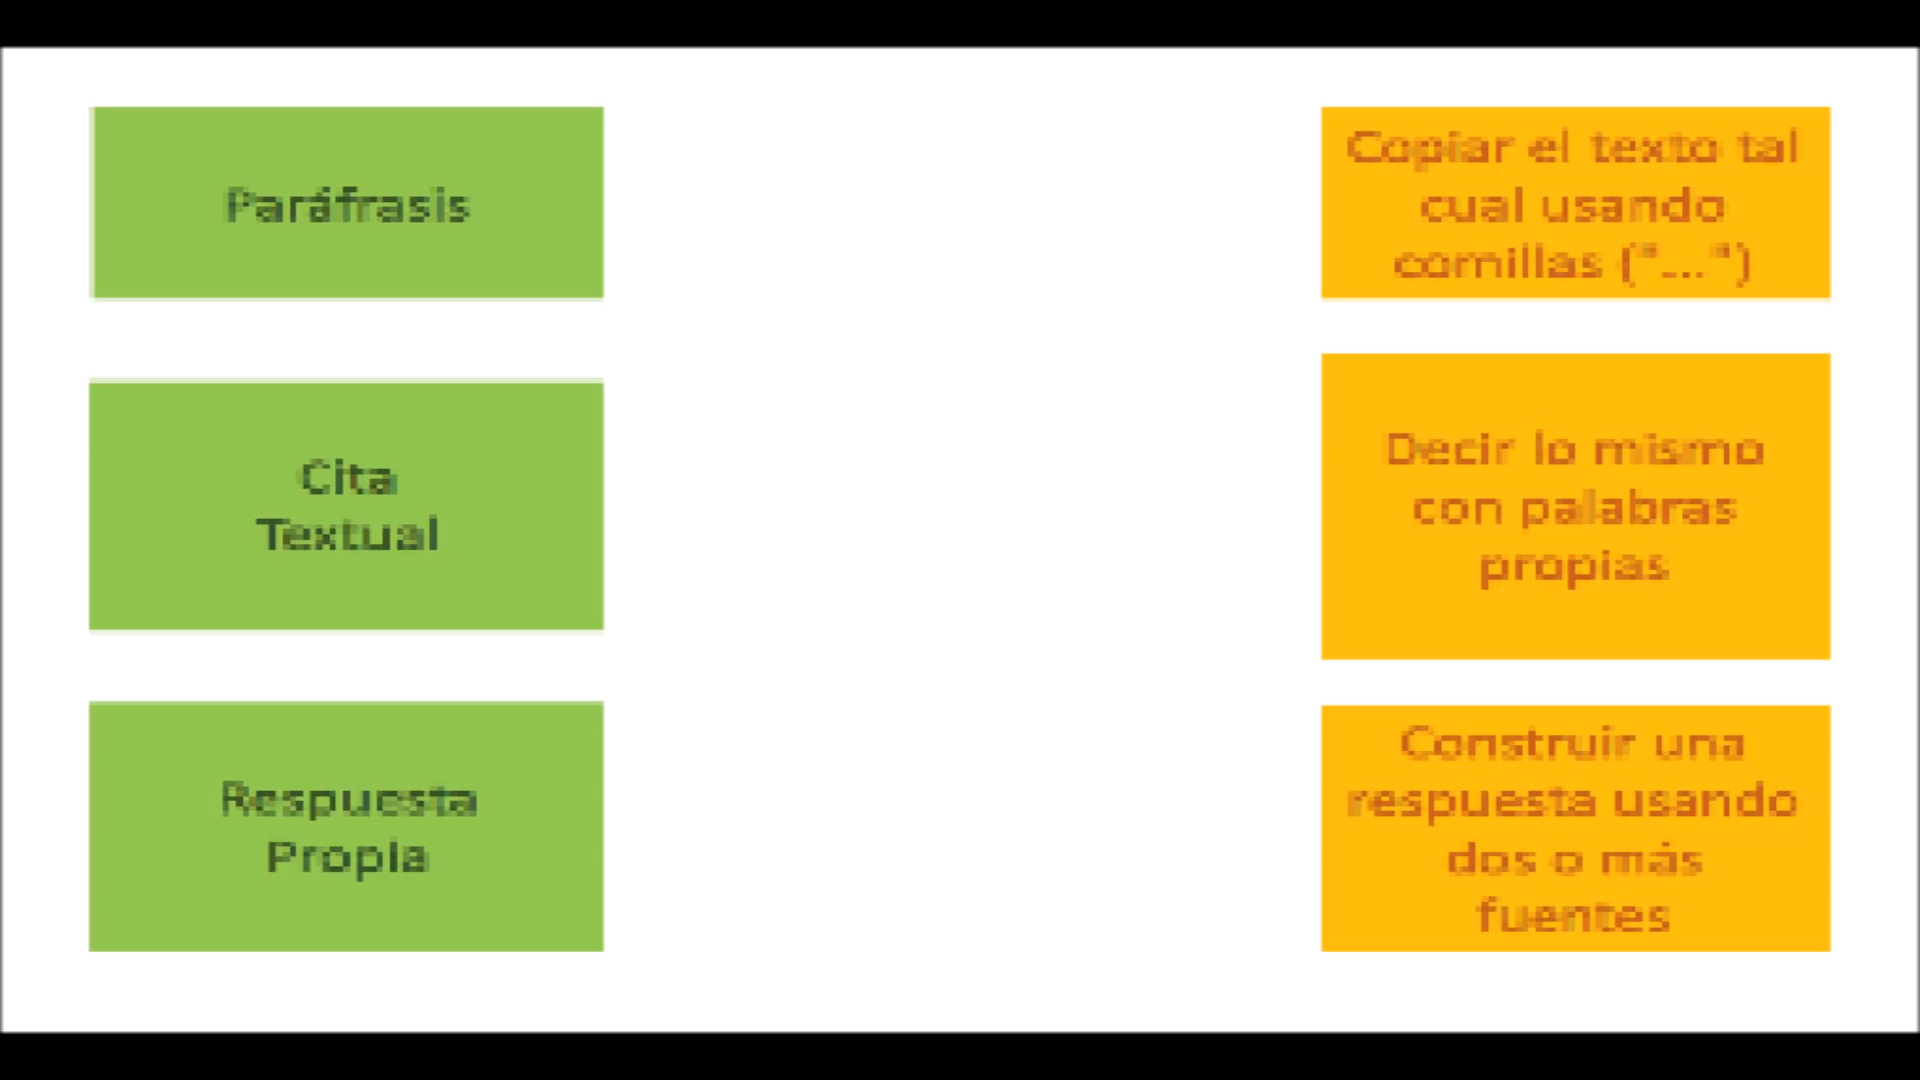 Paráfrasis
Copiar el texto tal
cual usando
comillas ("...")
Cita
Textual
Decir lo mismo
con palabras
propias
Respuesta
Propia
Construir una
respuesta usando
dos o más
fuentes